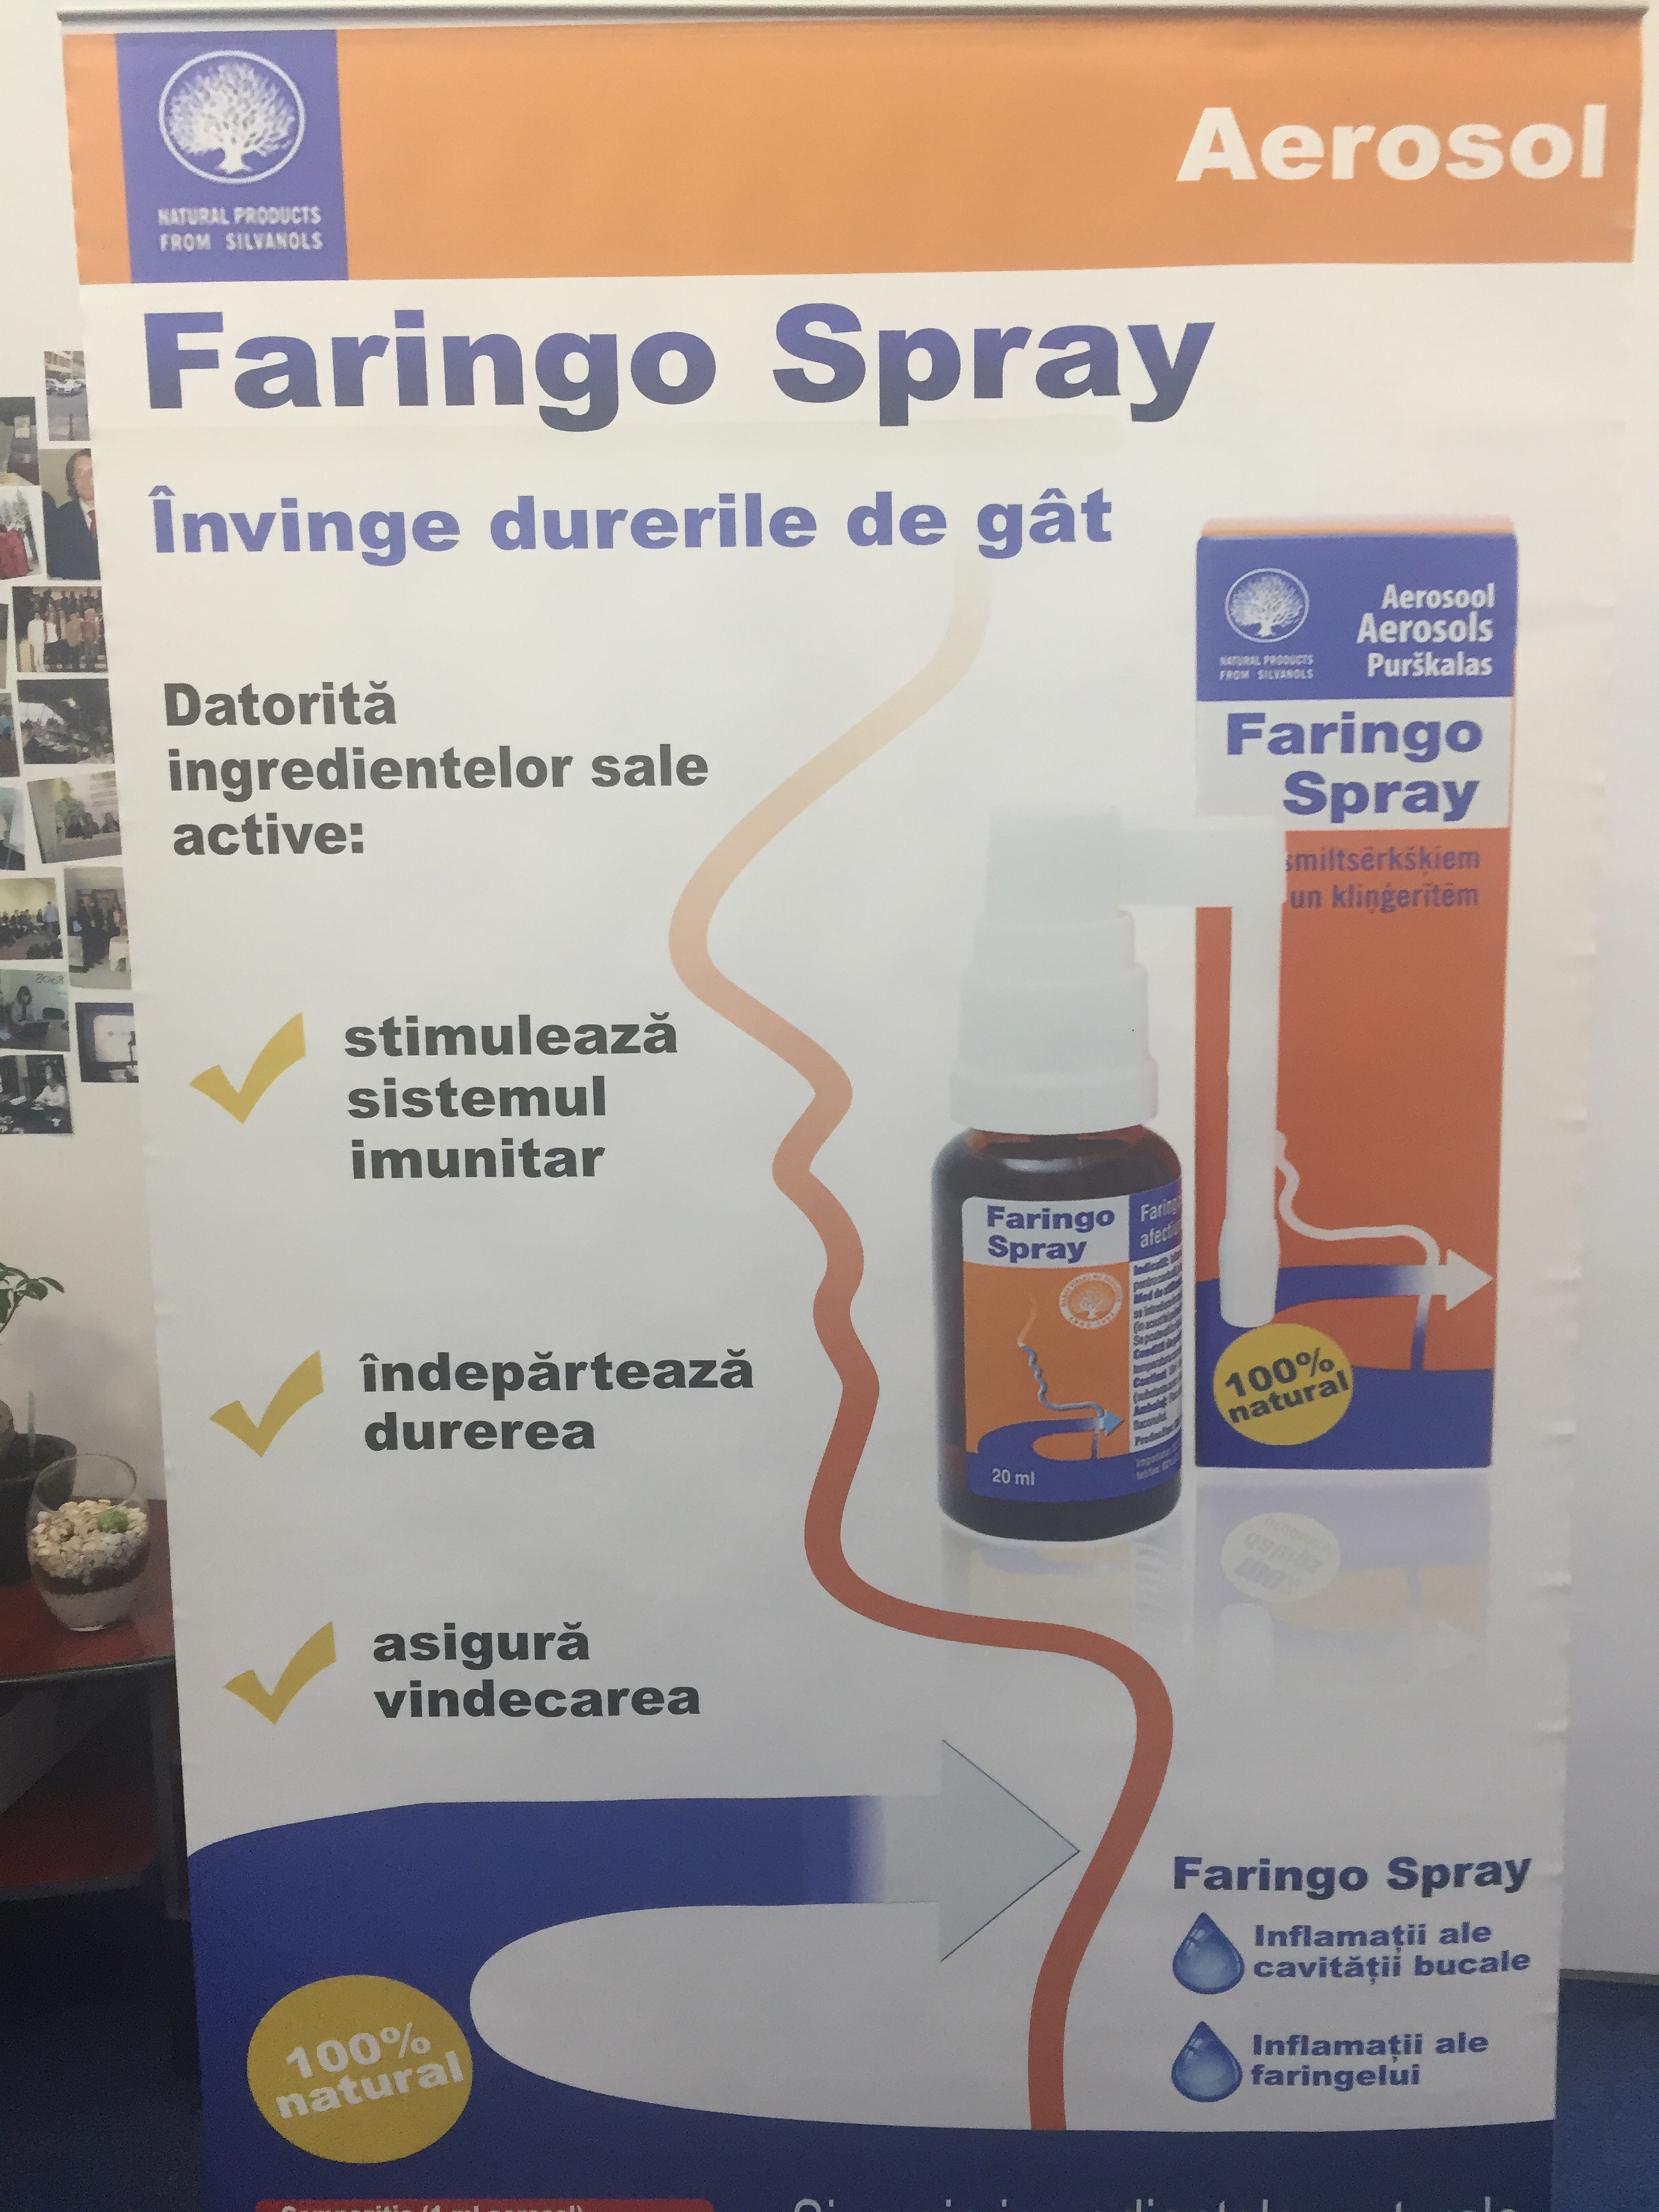 NATURAL PRODUCTS
FROM SILVANOLS
Aerosol
Faringo Spray
Învinge durerile de gât
Datorită
ingredientelor sale
active:
stimulează
sistemul
imunitar
îndepărtează
durerea
asigură
vindecarea
Aerosool
Aerosols
Purškalas
NATURAL PRODUCTS
FROM SILVANOLS
Faringo
Spray
smiltsērkšķiem
un kliņģerītēm
100%
natural
Faringo
Spray
20 ml
Faringo Spray
Inflamații ale
cavității bucale
Inflamații ale
faringelui
100%
natural